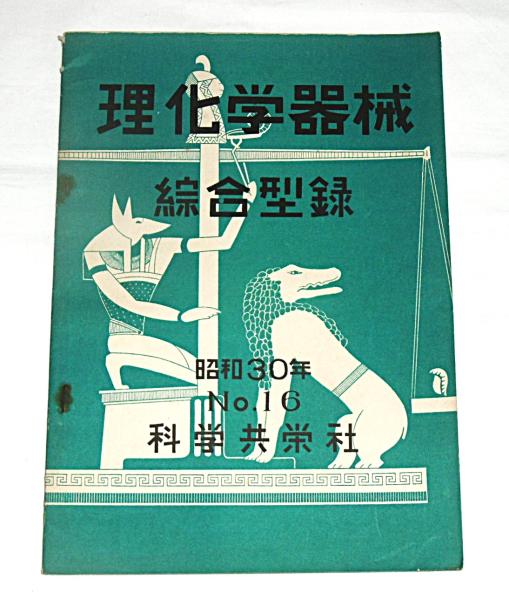 理化学器械
綜合型録
昭和30年
No.16
科学共栄社